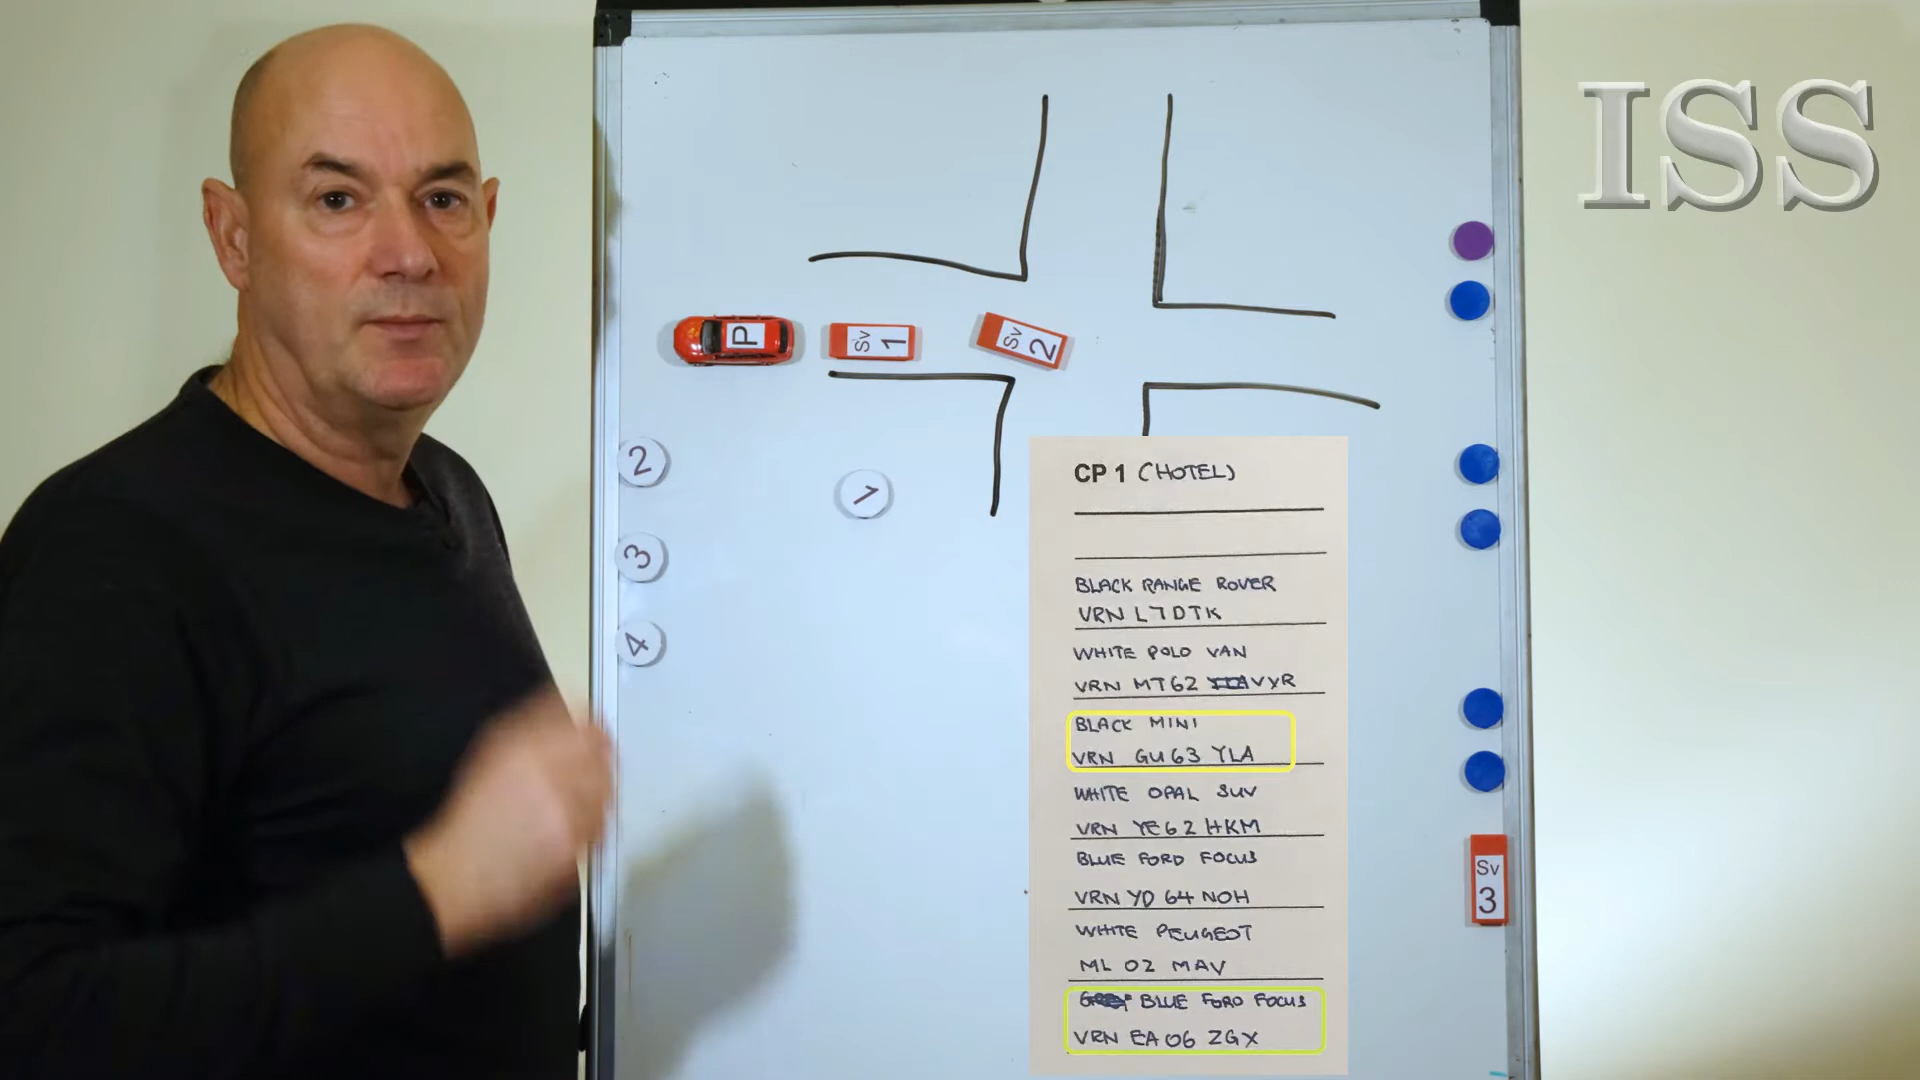 ISS
P
Sv
1
Sv
2
2
1
3
4
CP 1 (HOTEL)
BLACK RANGE ROVER
VRN L7DTK
WHITE POLO VAN
VRN MT62 VXR
BLACK MINI
VRN GU63 YLA
WHITE OPAL SUV
VRN YE62 HKM
BLUE FORD FOCUS
VRN YD 64 NOH
WHITE PEUGEOT
ML 02 MAV
BLUE FORD FOCUS
VRN EA06 ZGX
Sv
3